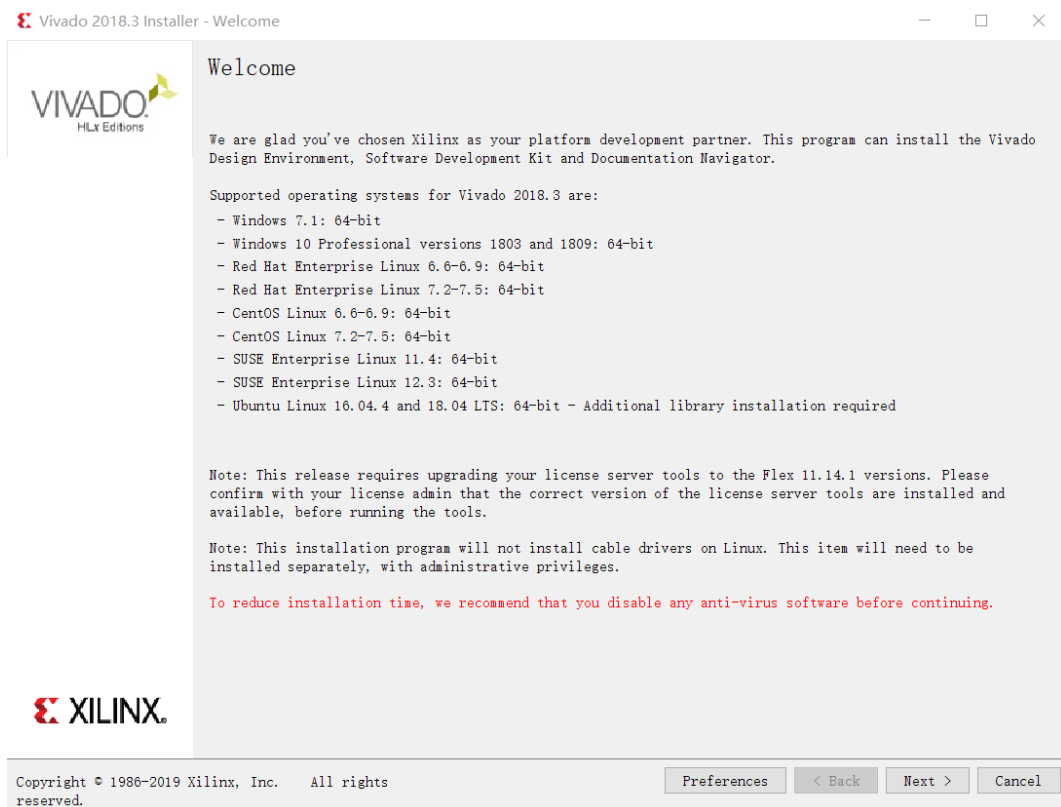 Vivado 2018.3 Installer - Welcome
VIVADO.
HLx Editions
Welcome
We are glad you've chosen Xilinx as your platform development partner. This program can install the Vivado
Design Environment, Software Development Kit and Documentation Navigator.
Supported operating systems for Vivado 2018.3 are:
- Windows 7.1: 64-bit
- Windows 10 Professional versions 1803 and 1809: 64-bit
- Red Hat Enterprise Linux 6.6-6.9: 64-bit
- Red Hat Enterprise Linux 7.2-7.5: 64-bit
- CentOS Linux 6.6-6.9: 64-bit
- CentOS Linux 7.2-7.5: 64-bit
- SUSE Enterprise Linux 11.4: 64-bit
- SUSE Enterprise Linux 12.3: 64-bit
- Ubuntu Linux 16.04.4 and 18.04 LTS: 64-bit - Additional library installation required
Note: This release requires upgrading your license server tools to the Flex 11.14.1 versions. Please
confirm with your license admin that the correct version of the license server tools are installed and
available, before running the tools.
Note: This installation program will not install cable drivers on Linux. This item will need to be
installed separately, with administrative privileges.
To reduce installation time, we recommend that you disable any anti-virus software before continuing.
XILINX.
Copyright © 1986-2019 Xilinx, Inc. All rights
reserved.
Preferences < Back Next > Cancel